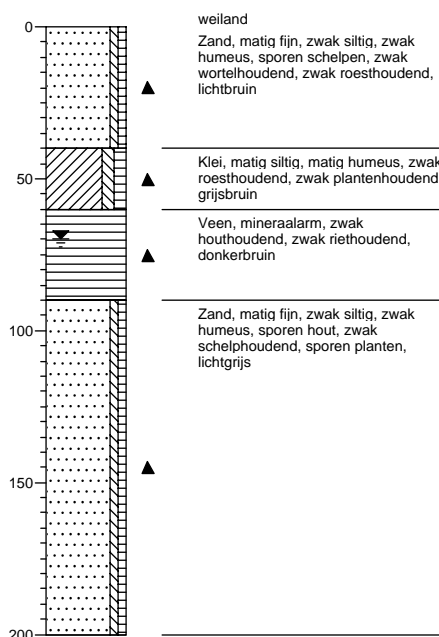 0
weiland
Zand, matig fijn, zwak siltig, zwak
humeus, sporen schelpen, zwak
wortelhoudend, zwak roesthoudend,
lichtbruin
50
Klei, matig siltig, matig humeus, zwak
roesthoudend, zwak plantenhoudend,
grijsbruin
Veen, mineraalarm, zwak
houthoudend, zwak riethoudend,
donkerbruin
100
Zand, matig fijn, zwak siltig, zwak
humeus, sporen hout, zwak
schelphoudend, sporen planten,
lichtgrijs
150
200